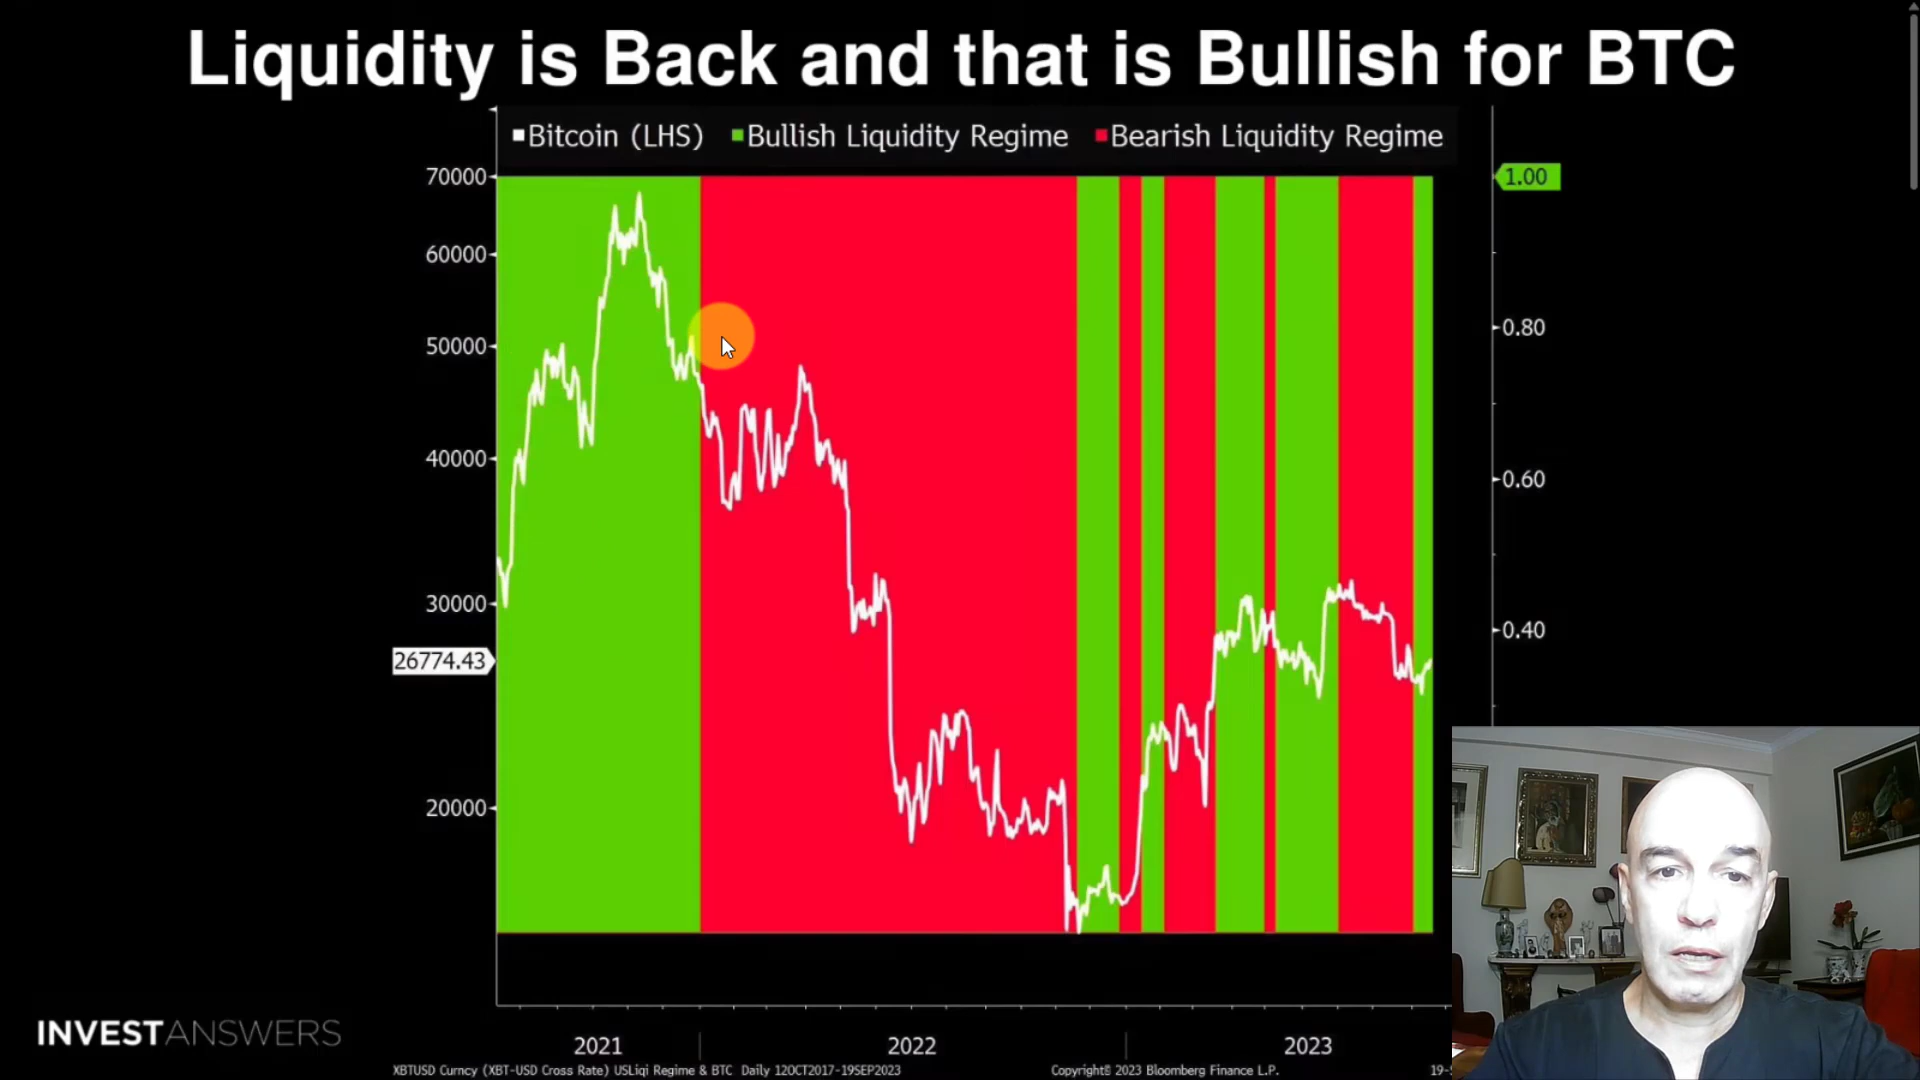 Liquidity is Back and that is Bullish for BTC
Bitcoin (LHS) Bullish Liquidity Regime Bearish Liquidity Regime
70000
60000
50000
40000
30000
26774.43
20000
1.00
0.80
0.60
0.40
2021 2022 2023
INVESTANSWERS
XBTUSD Curncy (XBT-USD Cross Rate) USLiqi Regime & BTC Daily 12OCT2017-19SEP2023 Copyright© 2023 Bloomberg Finance L.P. 19-